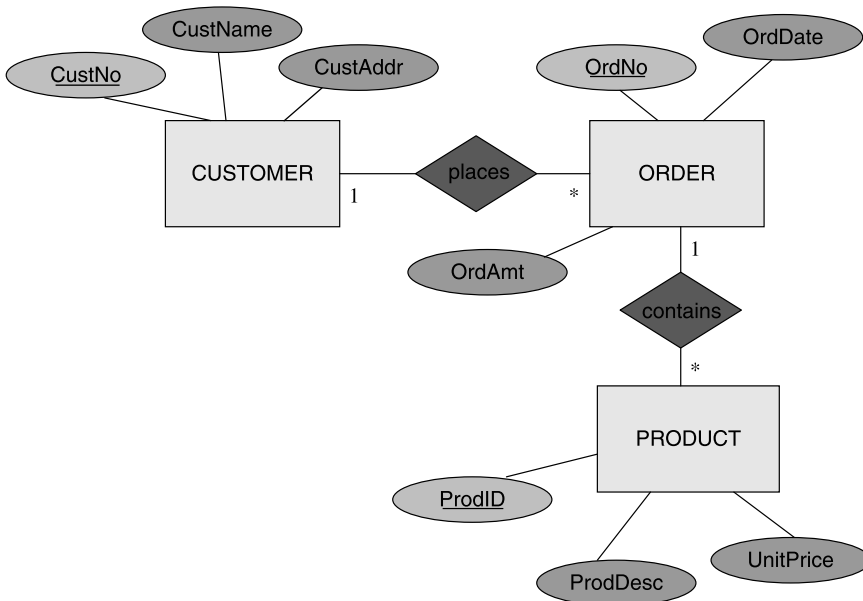 CustName
OrdDate
CustNo
CustAddr
OrdNo
CUSTOMER
places
ORDER
1
*
OrdAmt
1
contains
*
PRODUCT
ProdID
UnitPrice
ProdDesc